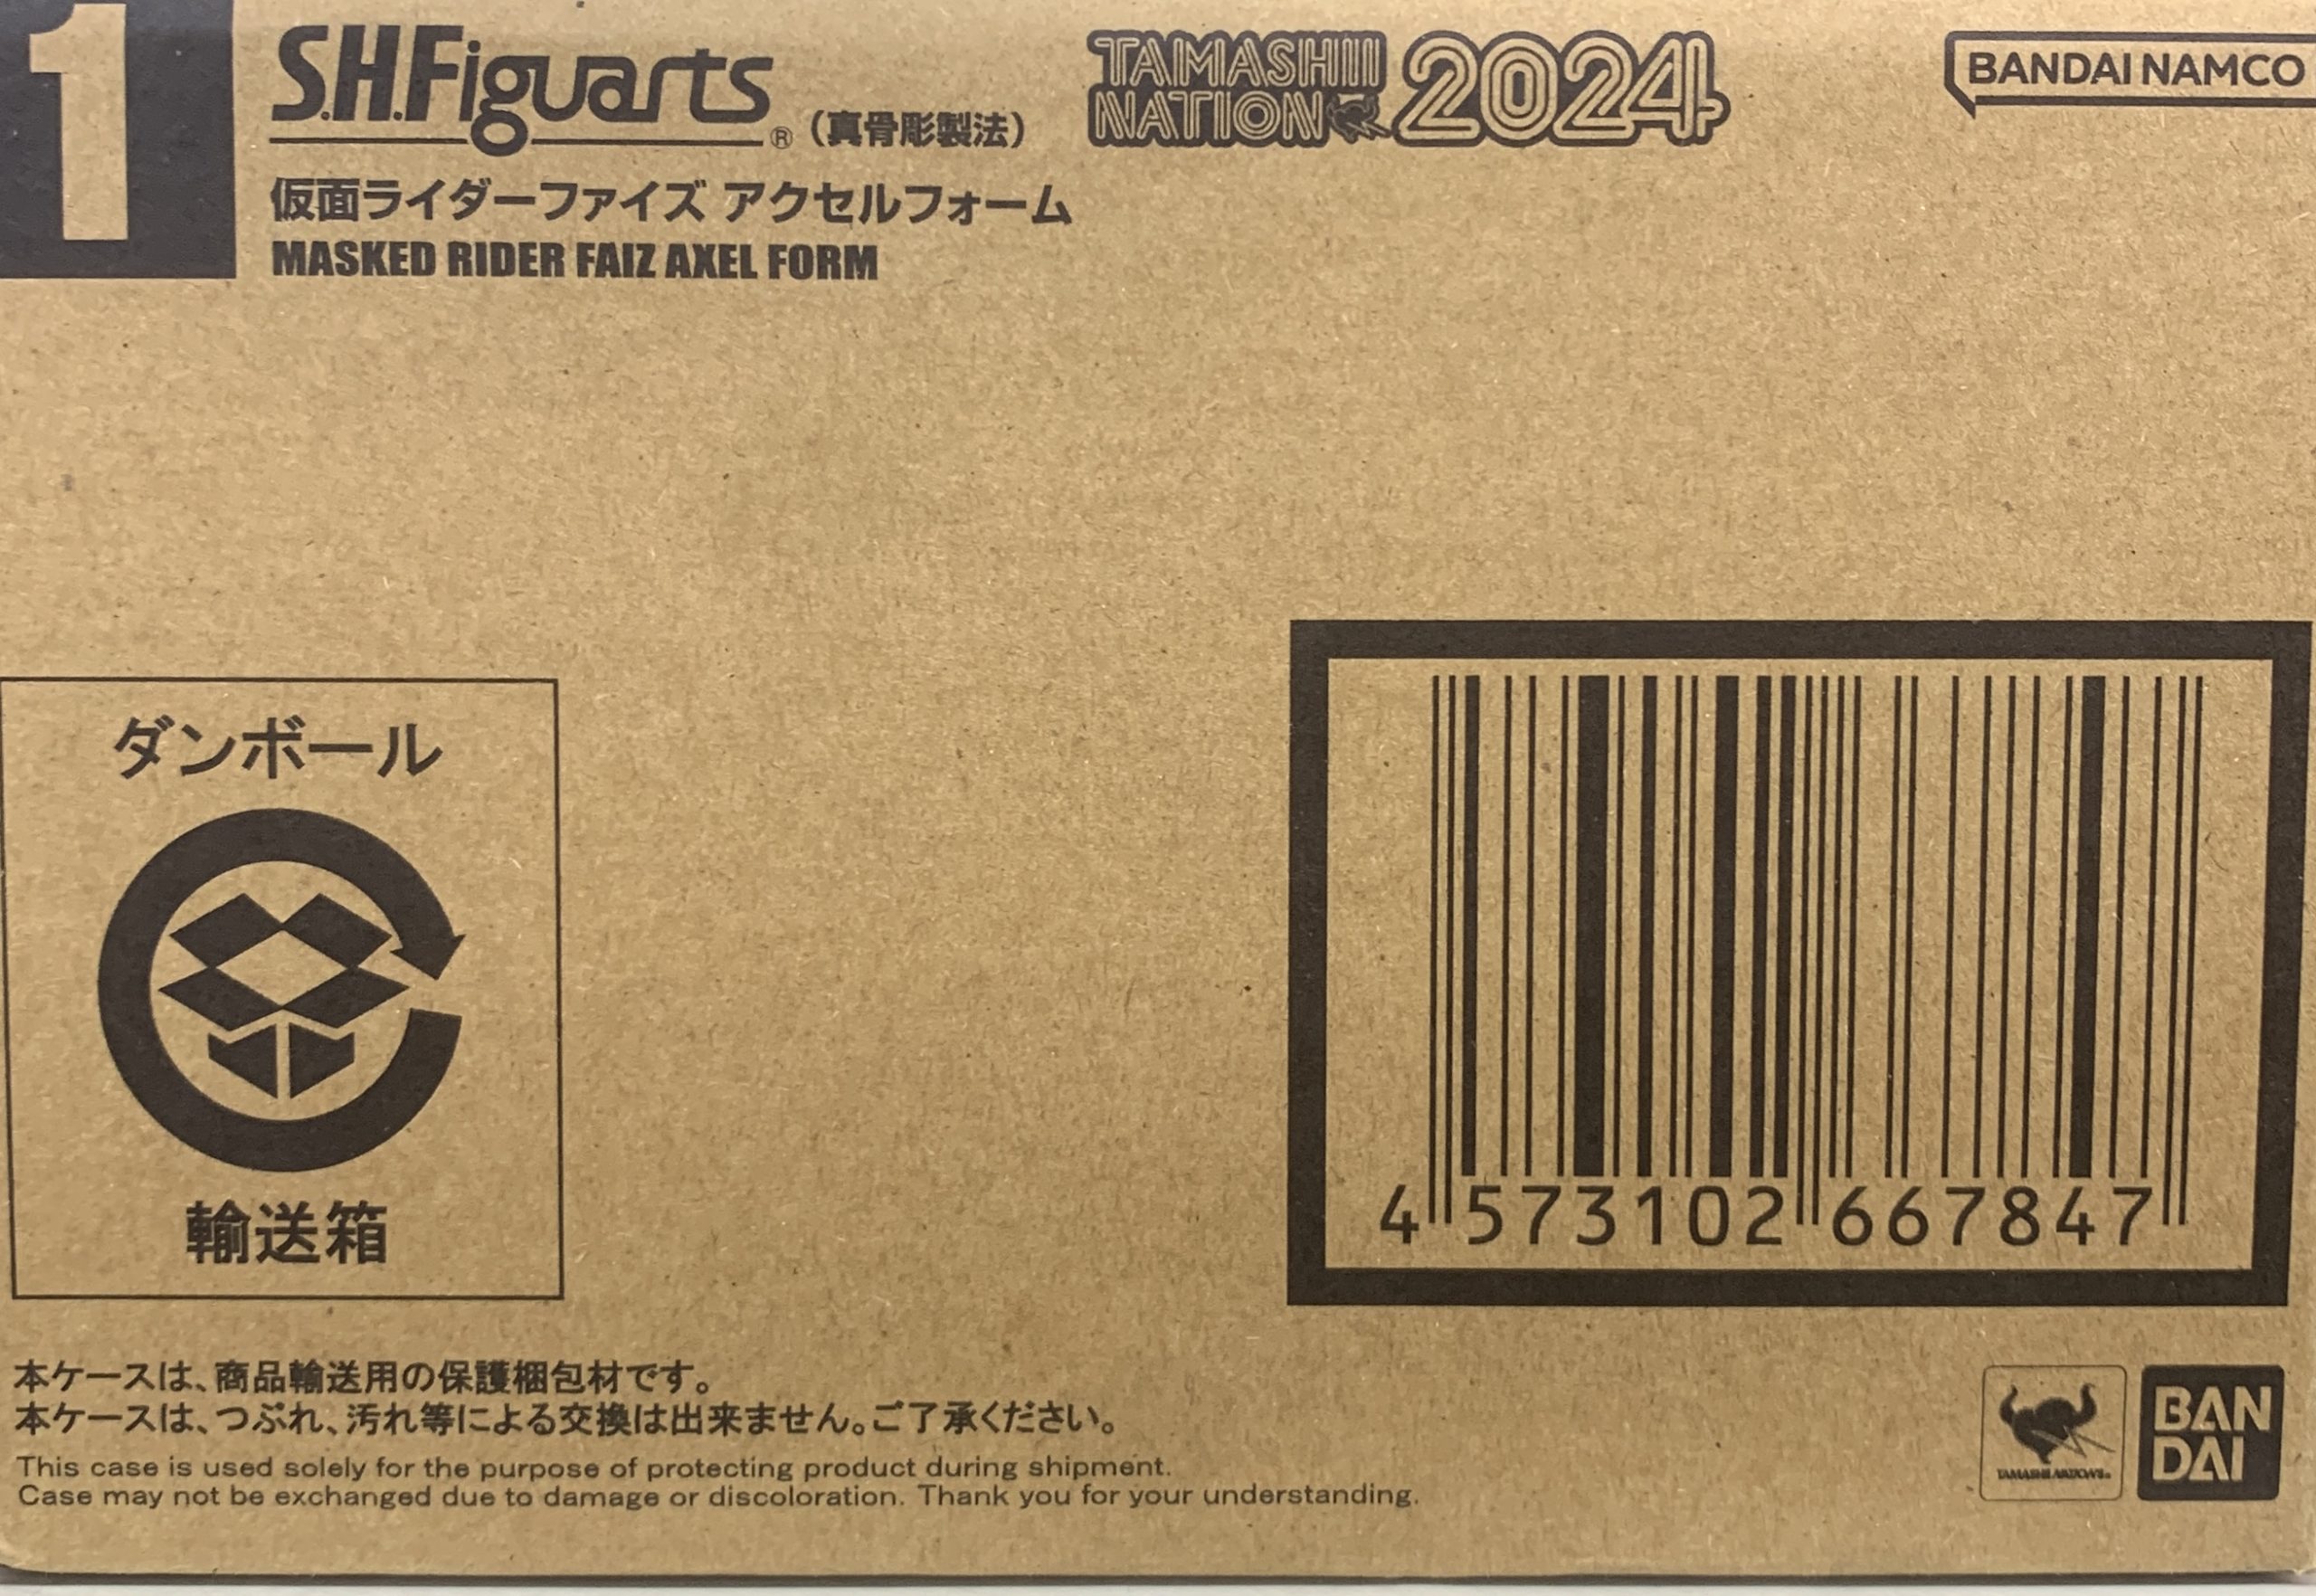 1
S.H.Figuarts®（真骨彫製法）
TAMASHII NATION 2024
BANDAI NAMCO
仮面ライダーファイズ アクセルフォーム
MASKED RIDER FAIZ AXEL FORM
ダンボール
輸送箱
4 573102 667847
本ケースは、商品輸送用の保護梱包材です。
本ケースは、つぶれ、汚れ等による交換は出来ません。ご了承ください。
This case is used solely for the purpose of protecting product during shipment.
Case may not be exchanged due to damage or discoloration. Thank you for your understanding.
TAMASHII NATIONS
BAN
DAI